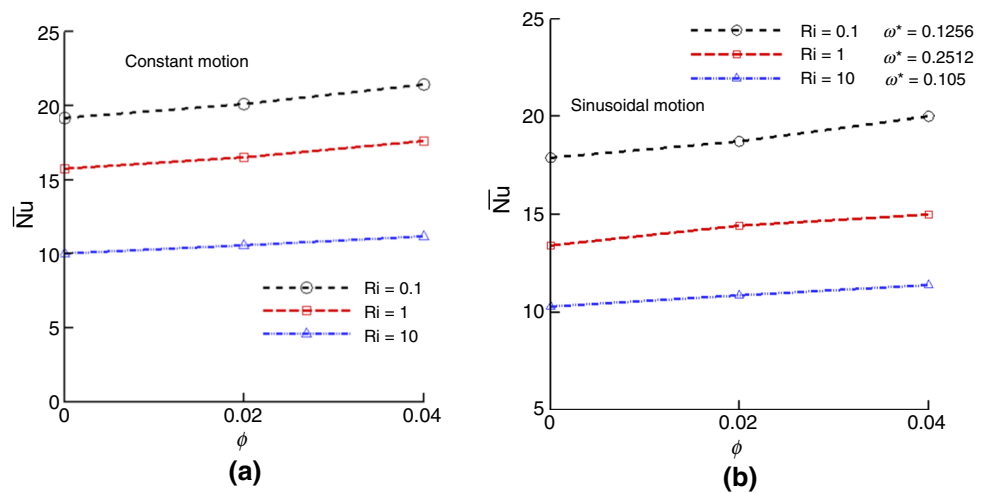 25
20
15
10
5
0
Nu
Constant motion
Ri = 0.1
Ri = 1
Ri = 10
0
0.02
0.04
ϕ
(a)
25
20
15
10
5
Nu
Ri = 0.1 ω* = 0.1256
Ri = 1 ω* = 0.2512
Ri = 10 ω* = 0.105
Sinusoidal motion
0
0.02
0.04
ϕ
(b)